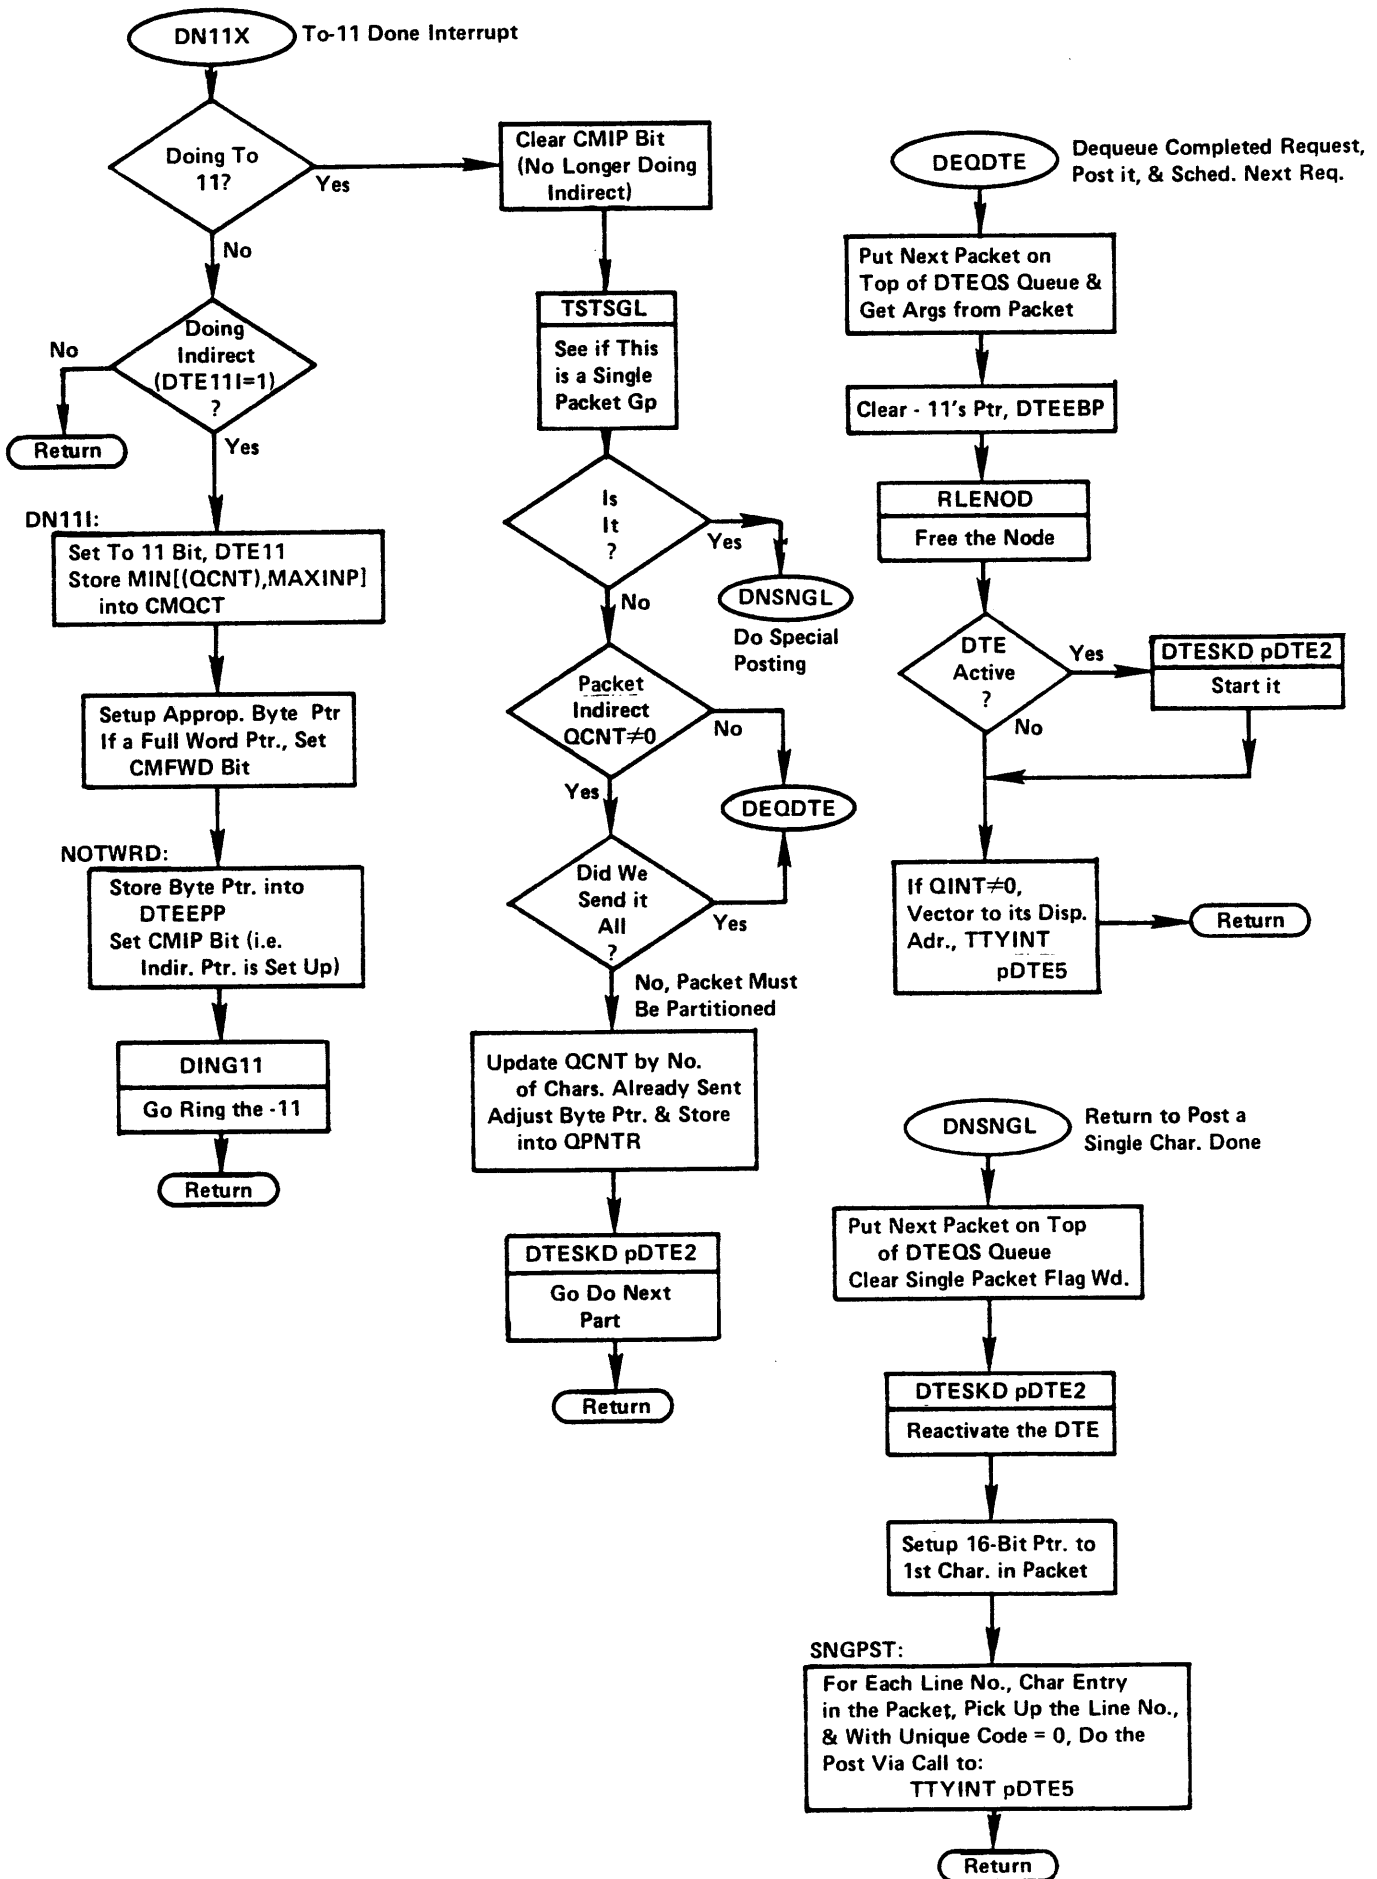 DN11X
To-11 Done Interrupt
Doing To
11?
Yes
No
Doing
Indirect
(DTE11I=1)
?
No
Return
Yes
DN11I:
Set To 11 Bit, DTE11
Store MIN[(QCNT),MAXINP]
into CMQCT
Setup Approp. Byte Ptr
If a Full Word Ptr., Set
CMFWD Bit
NOTWRD:
Store Byte Ptr. into
DTEEPP
Set CMIP Bit (i.e.
Indir. Ptr. is Set Up)
DING11
Go Ring the -11
Return
Clear CMIP Bit
(No Longer Doing
Indirect)
TSTSGL
See if This
is a Single
Packet Gp
Is
It
?
Yes
DNSNGL
Do Special
Posting
No
Packet
Indirect
QCNT≠0
No
DEQDTE
Yes
Did We
Send it
All
?
Yes
No, Packet Must
Be Partitioned
Update QCNT by No.
of Chars. Already Sent
Adjust Byte Ptr. & Store
into QPNTR
DTESKD pDTE2
Go Do Next
Part
Return
DEQDTE
Dequeue Completed Request,
Post it, & Sched. Next Req.
Put Next Packet on
Top of DTEQS Queue &
Get Args from Packet
Clear - 11's Ptr, DTEEBP
RLENOD
Free the Node
DTE
Active
?
Yes
DTESKD pDTE2
Start it
No
If QINT≠0,
Vector to its Disp.
Adr., TTYINT
pDTE5
Return
DNSNGL
Return to Post a
Single Char. Done
Put Next Packet on Top
of DTEQS Queue
Clear Single Packet Flag Wd.
DTESKD pDTE2
Reactivate the DTE
Setup 16-Bit Ptr. to
1st Char. in Packet
SNGPST:
For Each Line No., Char Entry
in the Packet, Pick Up the Line No.,
& With Unique Code = 0, Do the
Post Via Call to:
TTYINT pDTE5
Return